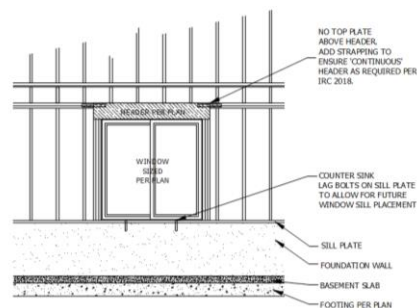 NO TOP PLATE
ABOVE HEADER,
ADD STRAPPING TO
ENSURE 'CONTINUOUS'
HEADER AS REQUIRED PER
IRC 2018.
HEADER PER PLAN
WINDOW
SIZED
PER PLAN
COUNTER SINK
LAG BOLTS ON SILL PLATE
TO ALLOW FOR FUTURE
WINDOW SILL PLACEMENT
SILL PLATE
FOUNDATION WALL
BASEMENT SLAB
FOOTING PER PLAN